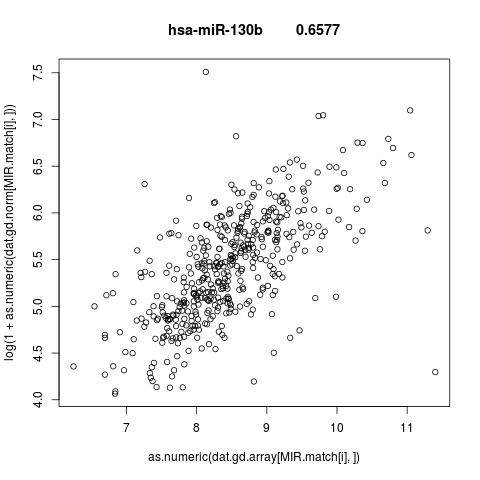 hsa-miR-130b 0.6577
log(1 + as.numeric(dat.gd.norm[MIR.match[i], ]))
7.5
7.0
6.5
6.0
5.5
5.0
4.5
4.0
7 8 9 10 11
as.numeric(dat.gd.array[MIR.match[i], ])